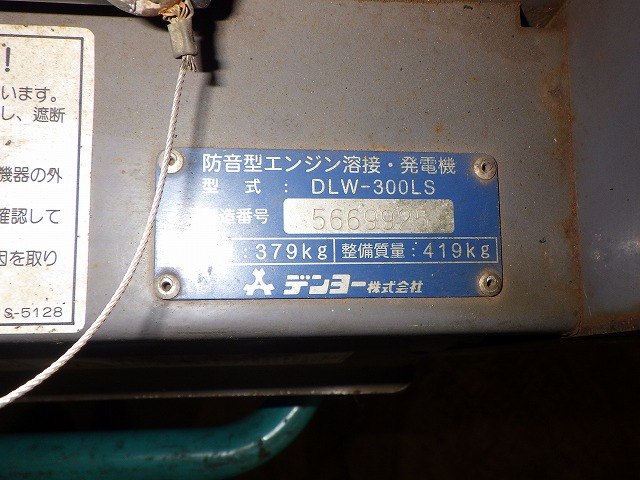 !
います。
し、遮断
機器の外
確認して
因を取り
S-5128
防音型エンジン溶接・発電機
型 式 : DLW-300LS
造番号 566992
: 379kg 整備質量 : 419kg
デンヨー株式会社